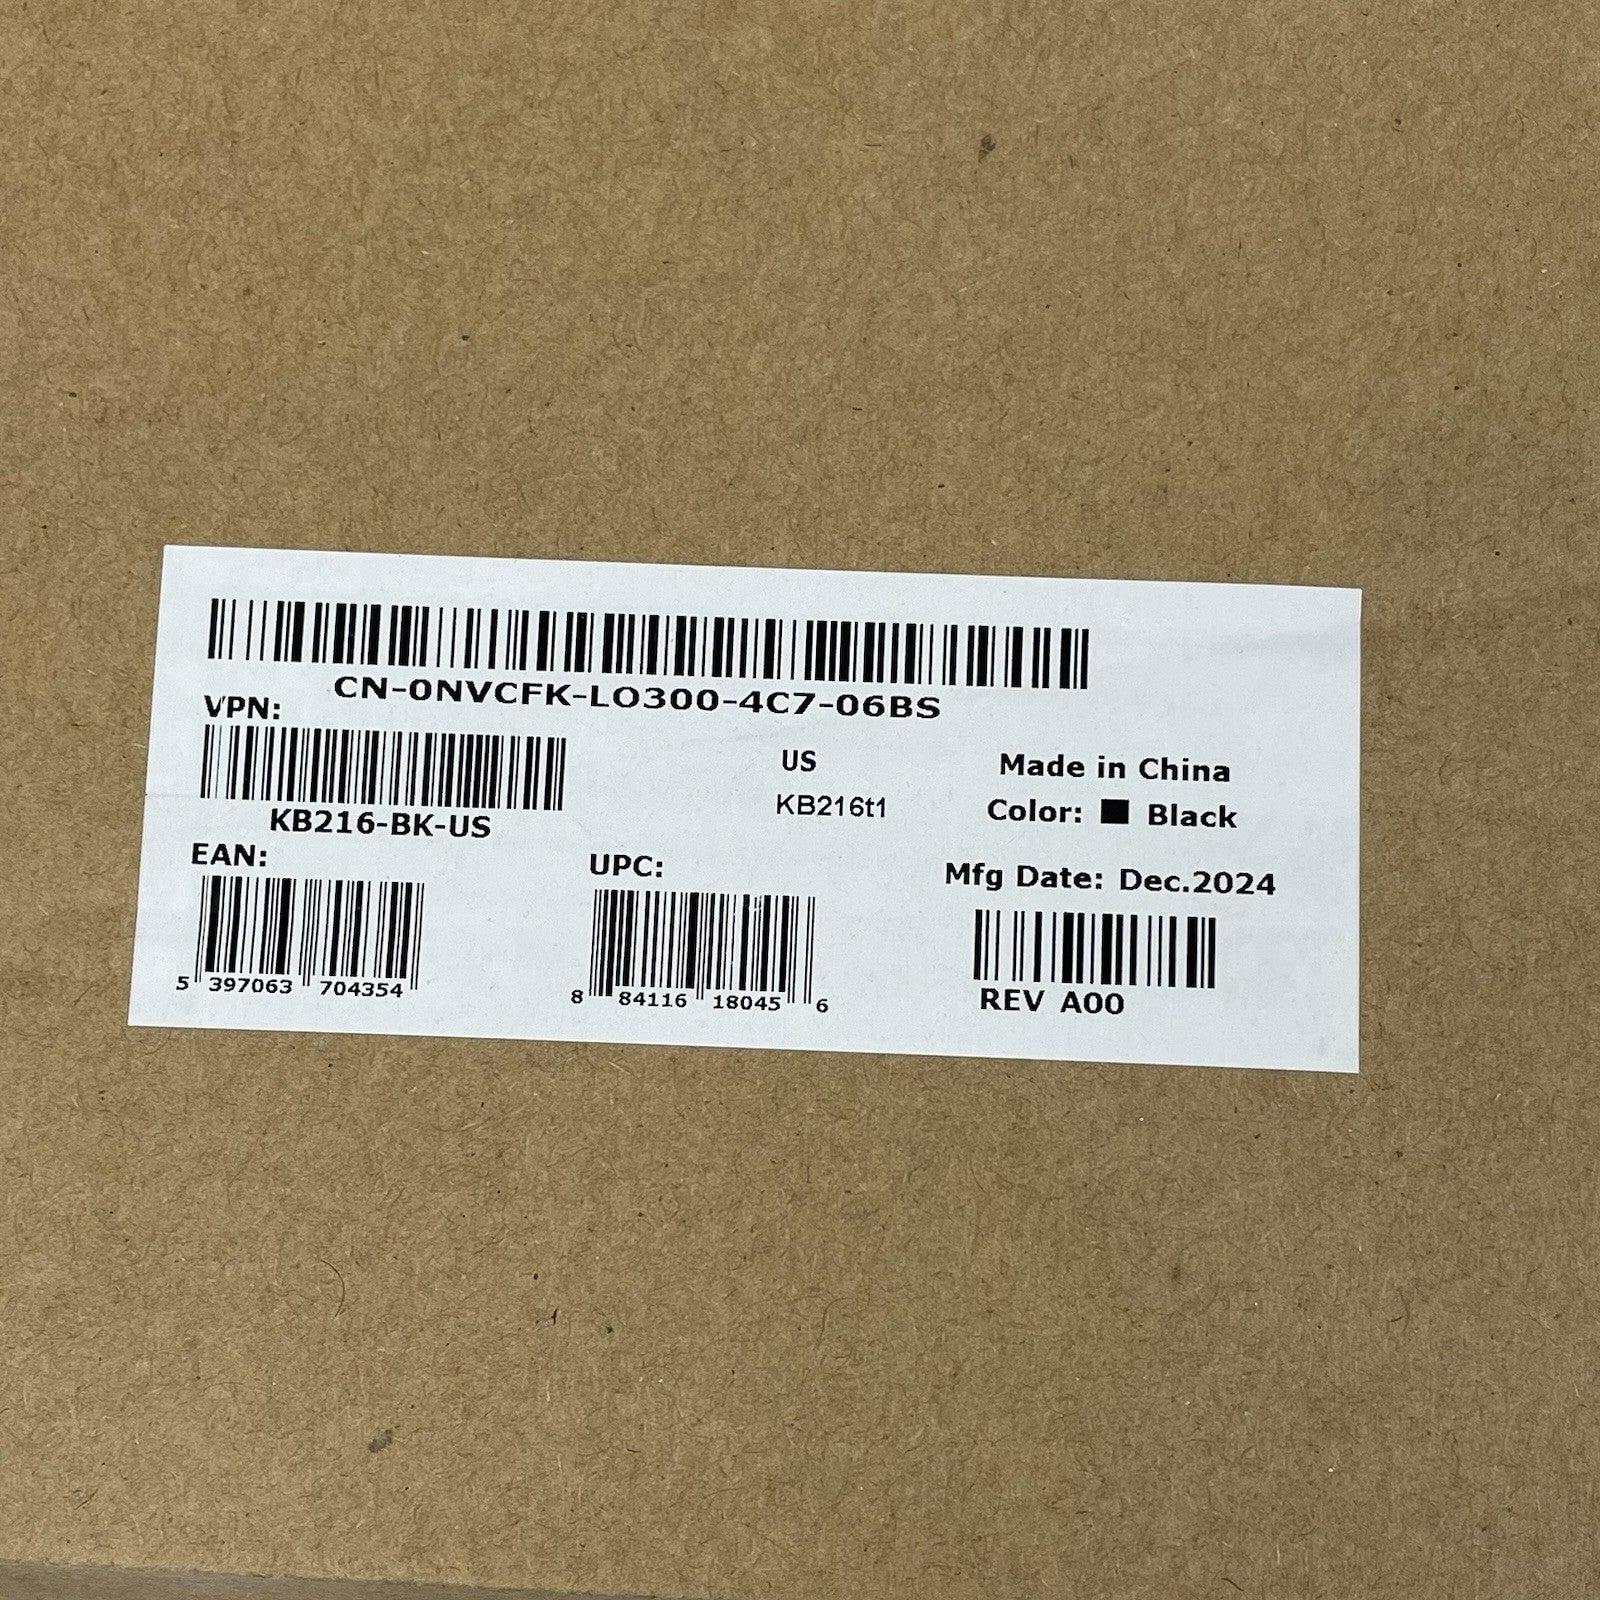 CN-0NVCFK-LO300-4C7-06BS
VPN:
KB216-BK-US
US
KB216t1
Made in China
Color: Black
EAN:
5 397063 704354
UPC:
8 84116 18045 6
Mfg Date: Dec.2024
REV A00